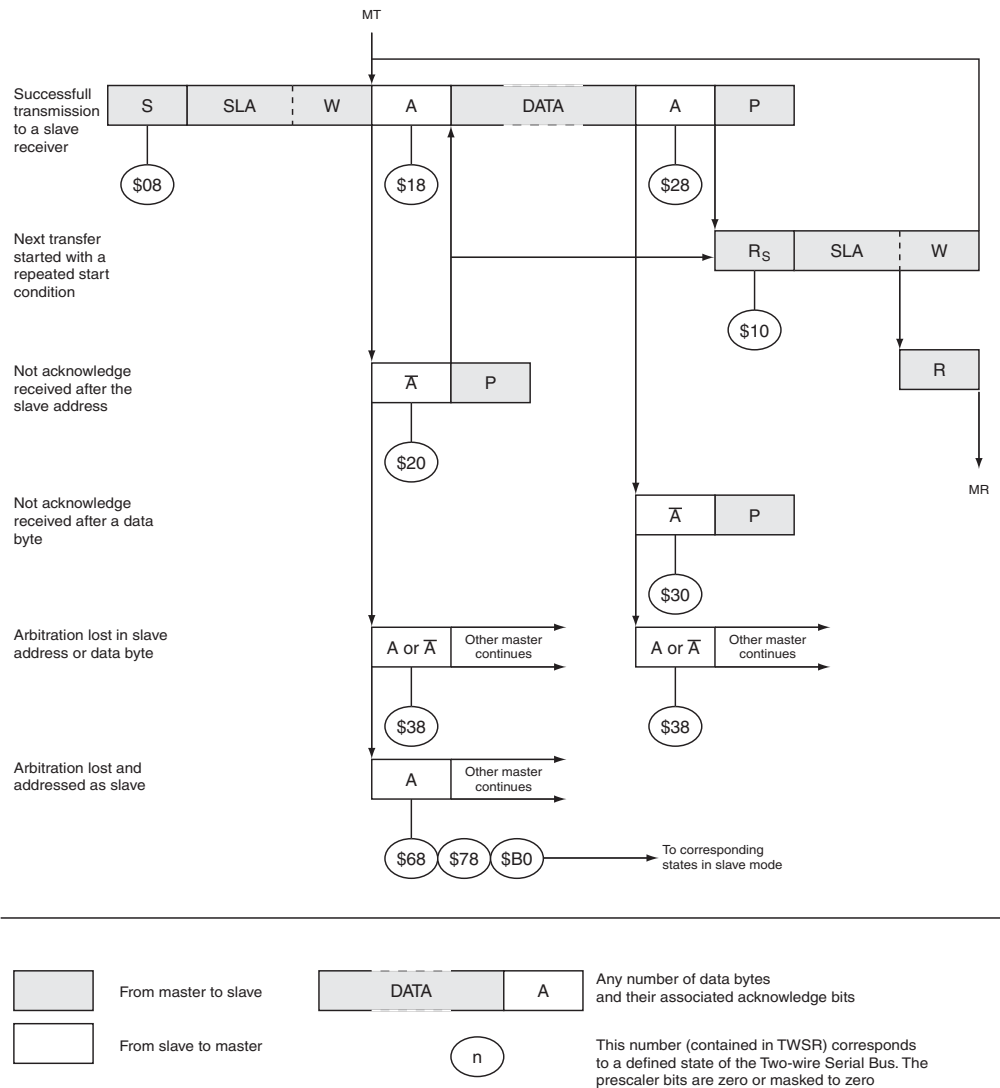 MT
Successfull
transmission
to a slave
receiver
S SLA W A DATA A P
$08 $18 $28
Next transfer
started with a
repeated start
condition
RS SLA W
$10
Not acknowledge
received after the
slave address
A̅ P
R
$20
MR
Not acknowledge
received after a data
byte
A̅ P
$30
Arbitration lost in slave
address or data byte
A or A̅ Other master
continues
A or A̅ Other master
continues
$38 $38
Arbitration lost and
addressed as slave
A Other master
continues
$68 $78 $B0
To corresponding
states in slave mode
From master to slave
DATA A
Any number of data bytes
and their associated acknowledge bits
From slave to master
n
This number (contained in TWSR) corresponds
to a defined state of the Two-wire Serial Bus. The
prescaler bits are zero or masked to zero